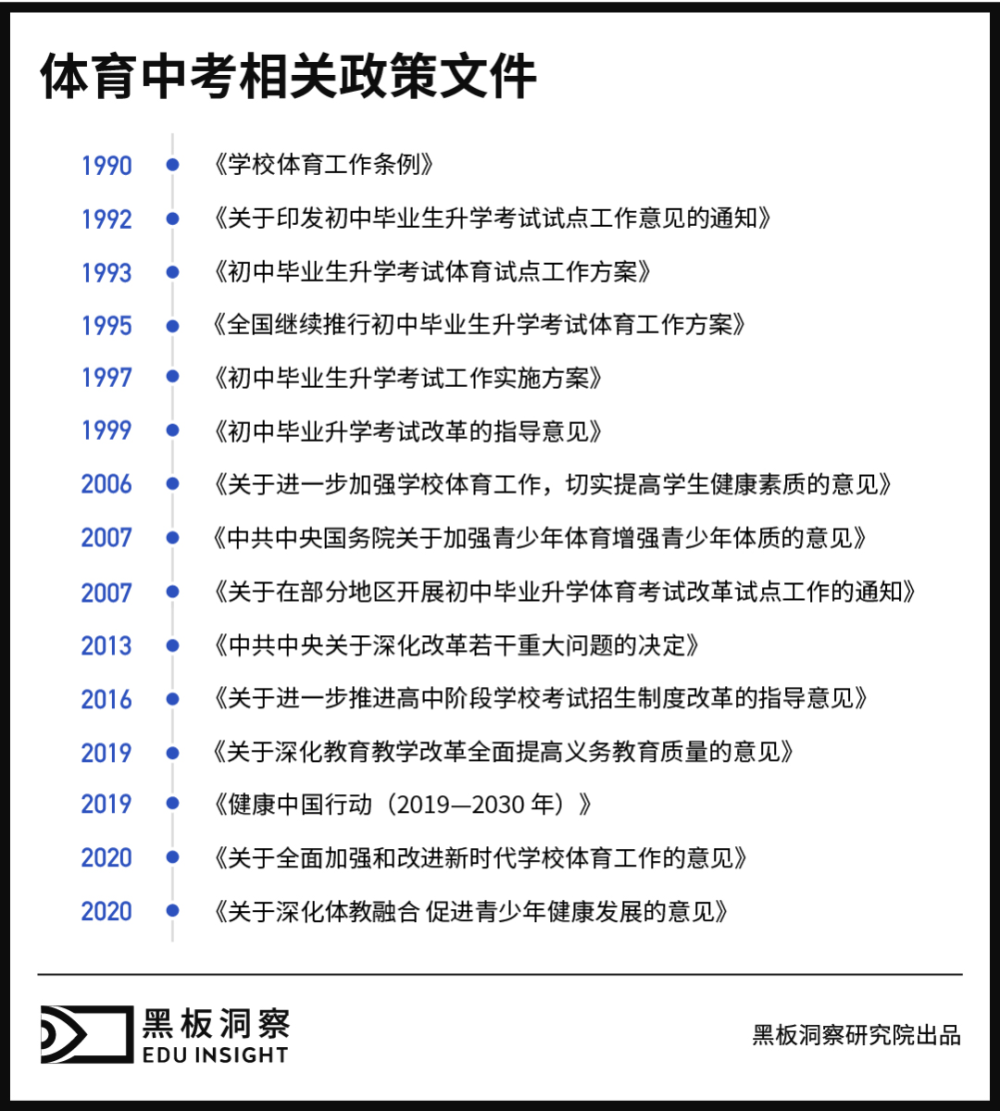 体育中考相关政策文件
1990 《学校体育工作条例》
1992 《关于印发初中毕业生升学考试试点工作意见的通知》
1993 《初中毕业生升学考试体育试点工作方案》
1995 《全国继续推行初中毕业生升学考试体育工作方案》
1997 《初中毕业生升学考试工作实施方案》
1999 《初中毕业升学考试改革的指导意见》
2006 《关于进一步加强学校体育工作，切实提高学生健康素质的意见》
2007 《中共中央国务院关于加强青少年体育增强青少年体质的意见》
2007 《关于在部分地区开展初中毕业升学体育考试改革试点工作的通知》
2013 《中共中央关于深化改革若干重大问题的决定》
2016 《关于进一步推进高中阶段学校考试招生制度改革的指导意见》
2019 《关于深化教育教学改革全面提高义务教育质量的意见》
2019 《健康中国行动（2019—2030 年）》
2020 《关于全面加强和改进新时代学校体育工作的意见》
2020 《关于深化体教融合 促进青少年健康发展的意见》
黑板洞察
EDU INSIGHT
黑板洞察研究院出品